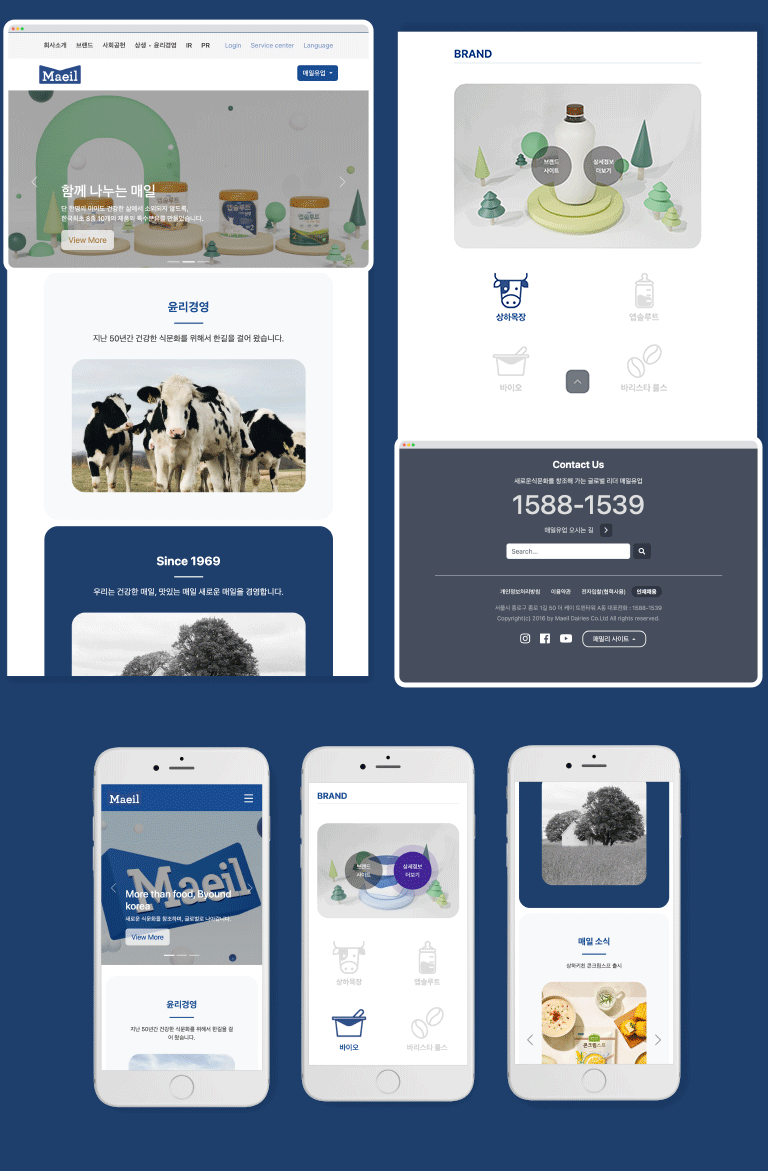 회사소개 브랜드 사회공헌 상생・윤리경영 IR PR Login Service center Language
Maeil
매일유업
앱솔루트
앱솔루트
함께 나누는 매일
단 한명의 아이도 건강한 삶에서 소외되지 않도록,
한국최초 8종 10개의 제품의 특수분유를 만들었습니다.
View More
윤리경영
지난 50년간 건강한 식문화를 위해서 한길을 걸어 왔습니다.
Since 1969
우리는 건강한 매일, 맛있는 매일 새로운 매일을 경영합니다.
BRAND
브랜드
사이트
상세정보
더보기
상하목장
앱솔루트
바이오
바리스타 룰스
Contact Us
새로운식문화를 창조해 가는 글로벌 리더 매일유업
1588-1539
매일유업 오시는 길
Search...
개인정보처리방침 이용약관 전자입찰(협력사용) 인재채용
서울시 종로구 종로 1길 50 더 케이 트윈타워 A동 대표전화 : 1588-1539
Copyright(c) 2016 by Maeil Dairies Co.Ltd All rights reserved.
패밀리 사이트
Maeil
Maeil
More than food, Byound
korea
새로운 식문화를 창조하며, 글로벌로 나아갑니다.
View More
윤리경영
지난 50년간 건강한 식문화를 위해서 한길을 걸
어 왔습니다.
BRAND
브랜드
사이트
상세정보
더보기
상하목장
앱솔루트
바이오
바리스타 룰스
매일 소식
상하키친 콘크림스프 출시
콘크림스프